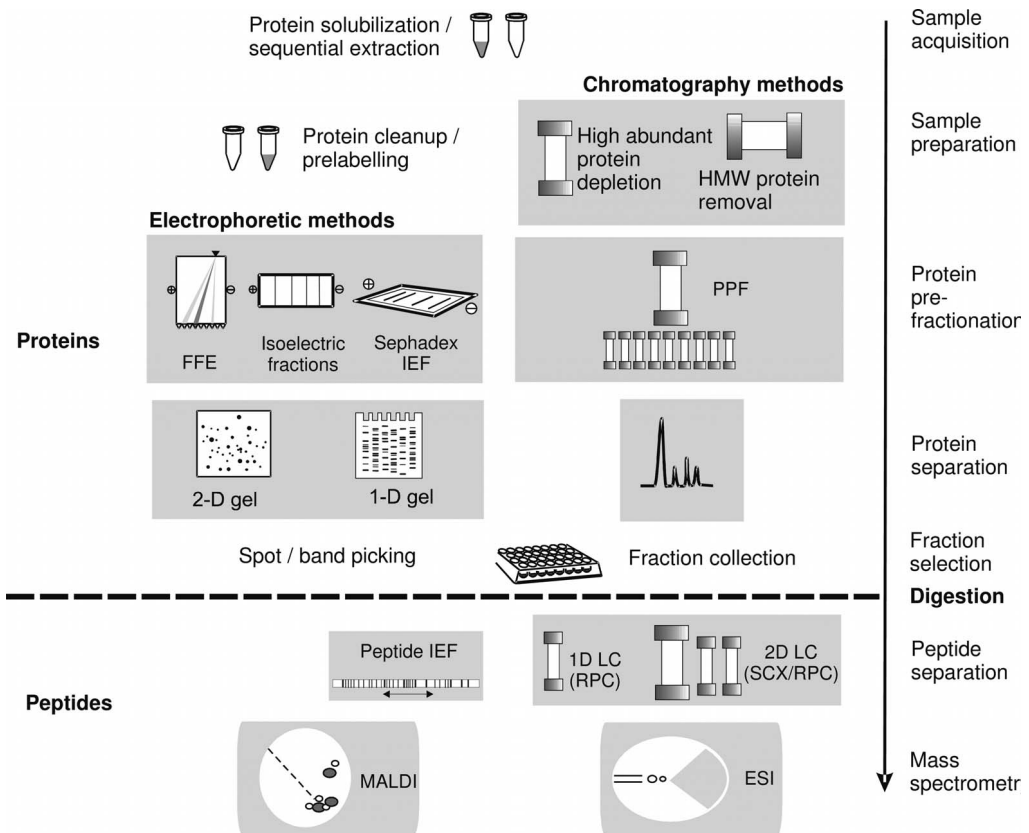 Protein solubilization /
sequential extraction
Sample
acquisition
Chromatography methods
Protein cleanup /
prelabelling
High abundant
protein
depletion
HMW protein
removal
Sample
preparation
Electrophoretic methods
FFE
Isoelectric
fractions
Sephadex
IEF
PPF
Protein
pre-
fractionation
Proteins
2-D gel
1-D gel
Protein
separation
Spot / band picking
Fraction collection
Fraction
selection
Digestion
Peptide IEF
1D LC
(RPC)
2D LC
(SCX/RPC)
Peptide
separation
Peptides
MALDI
ESI
Mass
spectrometr